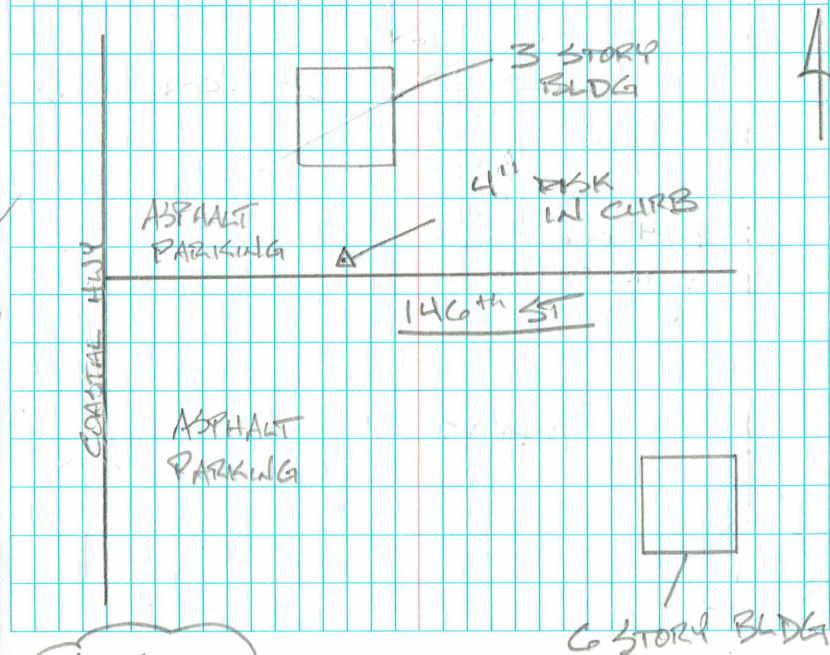 3 STORY
BLDG
4" DISK
IN CURB
ASPHALT
PARKING
COASTAL HWY
146th ST
ASPHALT
PARKING
6 STORY BLDG